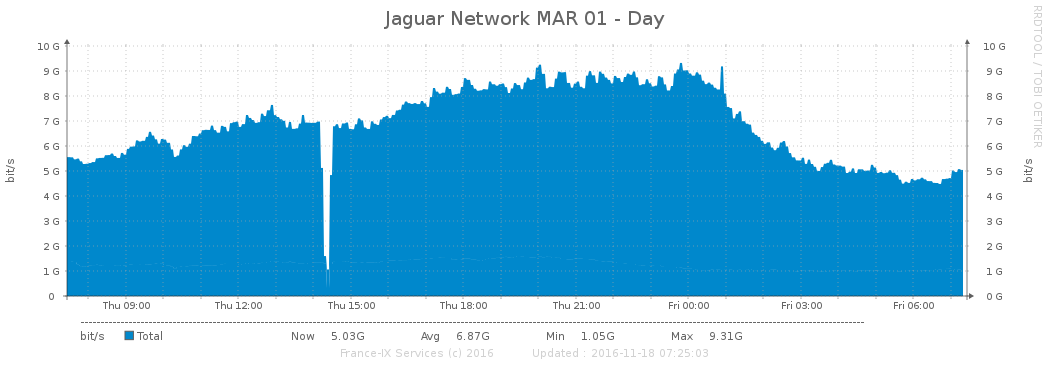 Jaguar Network MAR 01 - Day
RRDTOOL / TOBI OETIKER
10 G 10 G
9 G 9 G
8 G 8 G
7 G 7 G
6 G 6 G
5 G 5 G
4 G 4 G
3 G 3 G
2 G 2 G
1 G 1 G
0 0 G
bit/s bit/s
Thu 09:00 Thu 12:00 Thu 15:00 Thu 18:00 Thu 21:00 Fri 00:00 Fri 03:00 Fri 06:00
bit/s Total Now 5.03G Avg 6.87G Min 1.05G Max 9.31G
France-IX Services (c) 2016 Updated : 2016-11-18 07:25:03